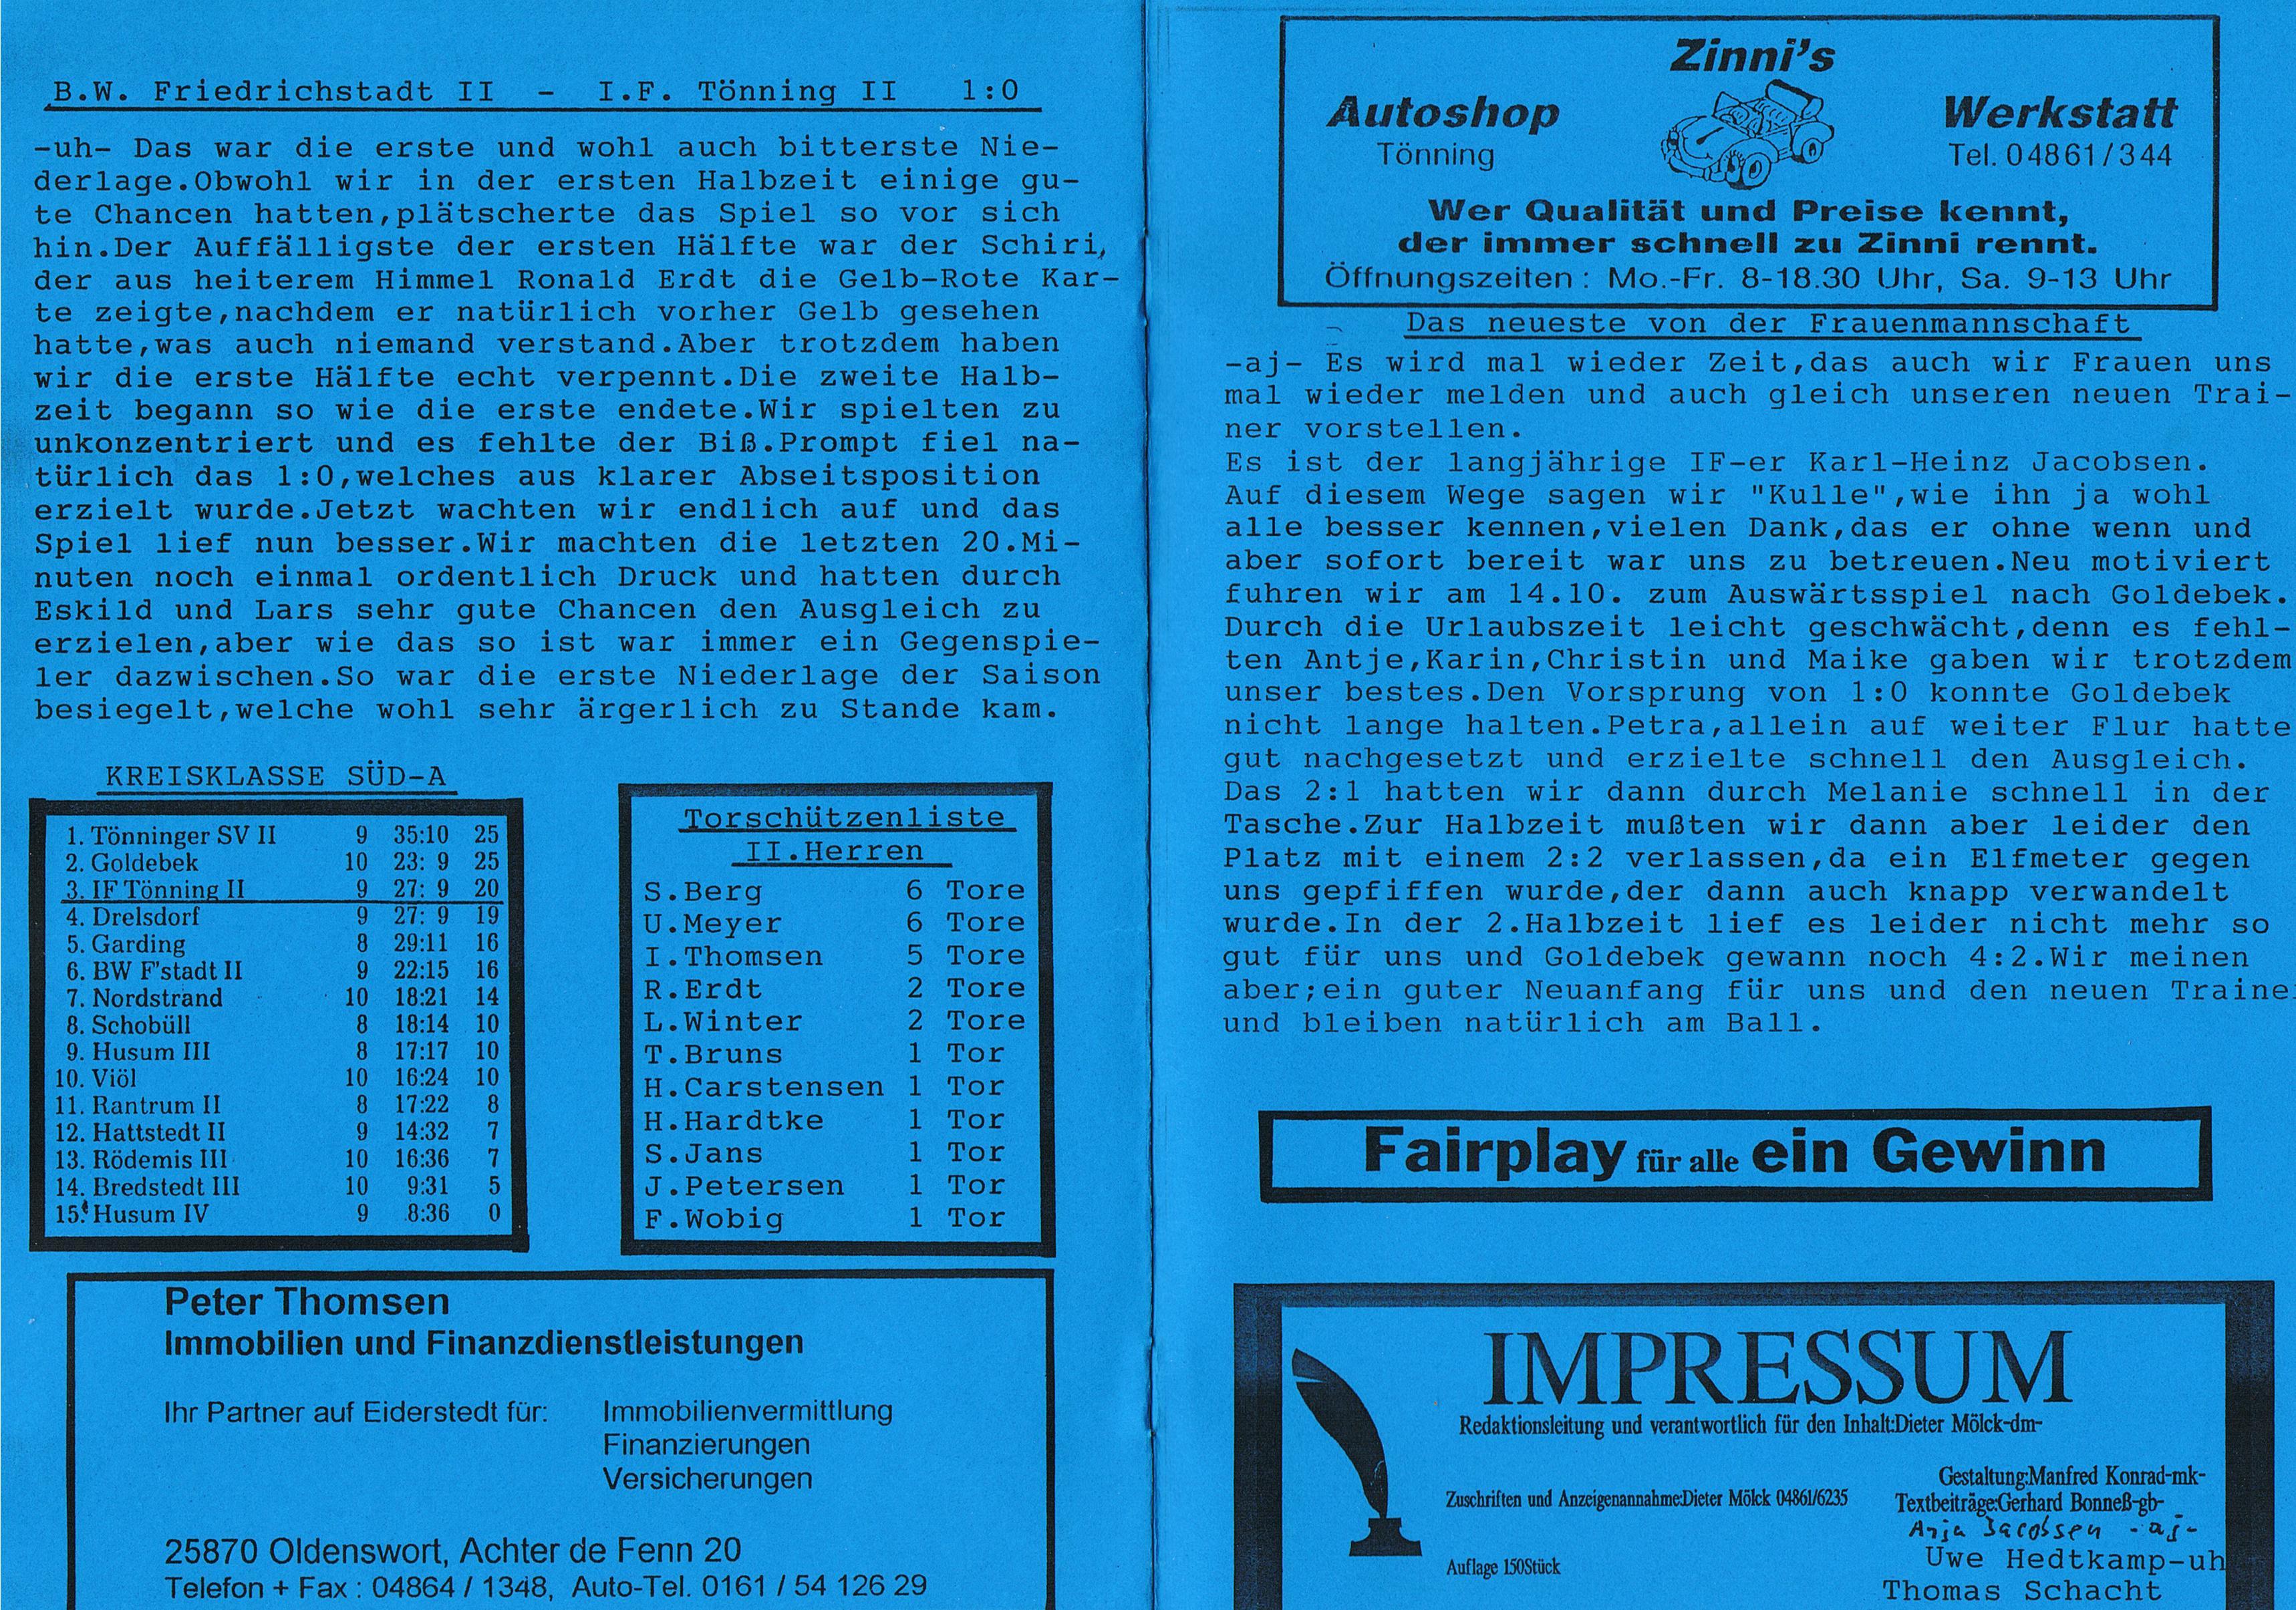 B.W. Friedrichstadt II - I.F. Tönning II 1:0
-uh- Das war die erste und wohl auch bitterste Nie-
derlage.Obwohl wir in der ersten Halbzeit einige gu-
te Chancen hatten,plätscherte das Spiel so vor sich
hin.Der Auffälligste der ersten Hälfte war der Schiri,
der aus heiterem Himmel Ronald Erdt die Gelb-Rote Kar-
te zeigte,nachdem er natürlich vorher Gelb gesehen
hatte,was auch niemand verstand.Aber trotzdem haben
wir die erste Hälfte echt verpennt.Die zweite Halb-
zeit begann so wie die erste endete.Wir spielten zu
unkonzentriert und es fehlte der Biß.Prompt fiel na-
türlich das 1:0,welches aus klarer Abseitsposition
erzielt wurde.Jetzt wachten wir endlich auf und das
Spiel lief nun besser.Wir machten die letzten 20.Mi-
nuten noch einmal ordentlich Druck und hatten durch
Eskild und Lars sehr gute Chancen den Ausgleich zu
erzielen,aber wie das so ist war immer ein Gegenspie-
ler dazwischen.So war die erste Niederlage der Saison
besiegelt,welche wohl sehr ärgerlich zu Stande kam.
KREISKLASSE SÜD-A
1. Tönninger SV II 9 35:10 25
2. Goldebek 10 23: 9 25
3. IF Tönning II 9 27: 9 20
4. Drelsdorf 9 27: 9 19
5. Garding 8 29:11 16
6. BW F'stadt II 9 22:15 16
7. Nordstrand 10 18:21 14
8. Schobüll 8 18:14 10
9. Husum III 8 17:17 10
10. Viöl 10 16:24 10
11. Rantrum II 8 17:22 8
12. Hattstedt II 9 14:32 7
13. Rödemis III 10 16:36 7
14. Bredstedt III 10 9:31 5
15. Husum IV 9 8:36 0
Torschützenliste
II.Herren
S.Berg 6 Tore
U.Meyer 6 Tore
I.Thomsen 5 Tore
R.Erdt 2 Tore
L.Winter 2 Tore
T.Bruns 1 Tor
H.Carstensen 1 Tor
H.Hardtke 1 Tor
S.Jans 1 Tor
J.Petersen 1 Tor
F.Wobig 1 Tor
Peter Thomsen
Immobilien und Finanzdienstleistungen
Ihr Partner auf Eiderstedt für: Immobilienvermittlung
Finanzierungen
Versicherungen
25870 Oldenswort, Achter de Fenn 20
Telefon + Fax : 04864 / 1348, Auto-Tel. 0161 / 54 126 29
Zinni's
Autoshop Werkstatt
Tönning Tel. 04861/344
Wer Qualität und Preise kennt,
der immer schnell zu Zinni rennt.
Öffnungszeiten : Mo.-Fr. 8-18.30 Uhr, Sa. 9-13 Uhr
Das neueste von der Frauenmannschaft
-aj- Es wird mal wieder Zeit,das auch wir Frauen uns
mal wieder melden und auch gleich unseren neuen Trai-
ner vorstellen.
Es ist der langjährige IF-er Karl-Heinz Jacobsen.
Auf diesem Wege sagen wir "Kulle",wie ihn ja wohl
alle besser kennen,vielen Dank,das er ohne wenn und
aber sofort bereit war uns zu betreuen.Neu motiviert
fuhren wir am 14.10. zum Auswärtsspiel nach Goldebek.
Durch die Urlaubszeit leicht geschwächt,denn es fehl-
ten Antje,Karin,Christin und Maike gaben wir trotzdem
unser bestes.Den Vorsprung von 1:0 konnte Goldebek
nicht lange halten.Petra,allein auf weiter Flur hatte
gut nachgesetzt und erzielte schnell den Ausgleich.
Das 2:1 hatten wir dann durch Melanie schnell in der
Tasche.Zur Halbzeit mußten wir dann aber leider den
Platz mit einem 2:2 verlassen,da ein Elfmeter gegen
uns gepfiffen wurde,der dann auch knapp verwandelt
wurde.In der 2.Halbzeit lief es leider nicht mehr so
gut für uns und Goldebek gewann noch 4:2.Wir meinen
aber;ein guter Neuanfang für uns und den neuen Traine
und bleiben natürlich am Ball.
Fairplay für alle ein Gewinn
IMPRESSUM
Redaktionsleitung und verantwortlich für den Inhalt:Dieter Mölck-dm-
Gestaltung:Manfred Konrad-mk-
Zuschriften und Anzeigenannahme:Dieter Mölck 04861/6235
Textbeiträge:Gerhard Bonneß-gb-
Anja Jacobsen -aj-
Uwe Hedtkamp-uh
Auflage 150Stück
Thomas Schacht